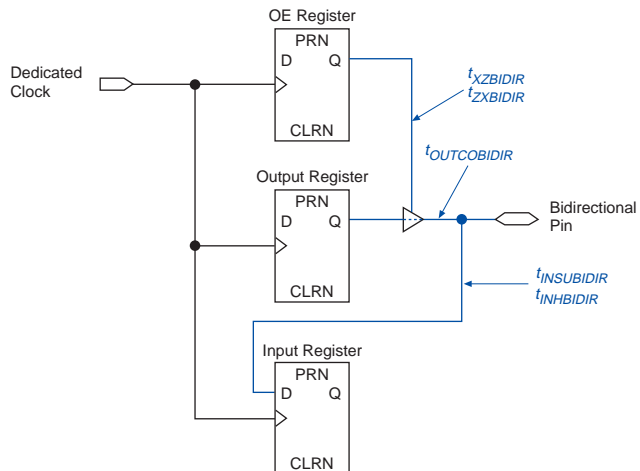 OE Register
PRN
D Q
CLRN
Dedicated
Clock
tXZBIDIR
tZXBIDIR
tOUTCOBIDIR
Output Register
PRN
D Q
CLRN
Bidirectional
Pin
tINSUBIDIR
tINHBIDIR
Input Register
PRN
D Q
CLRN